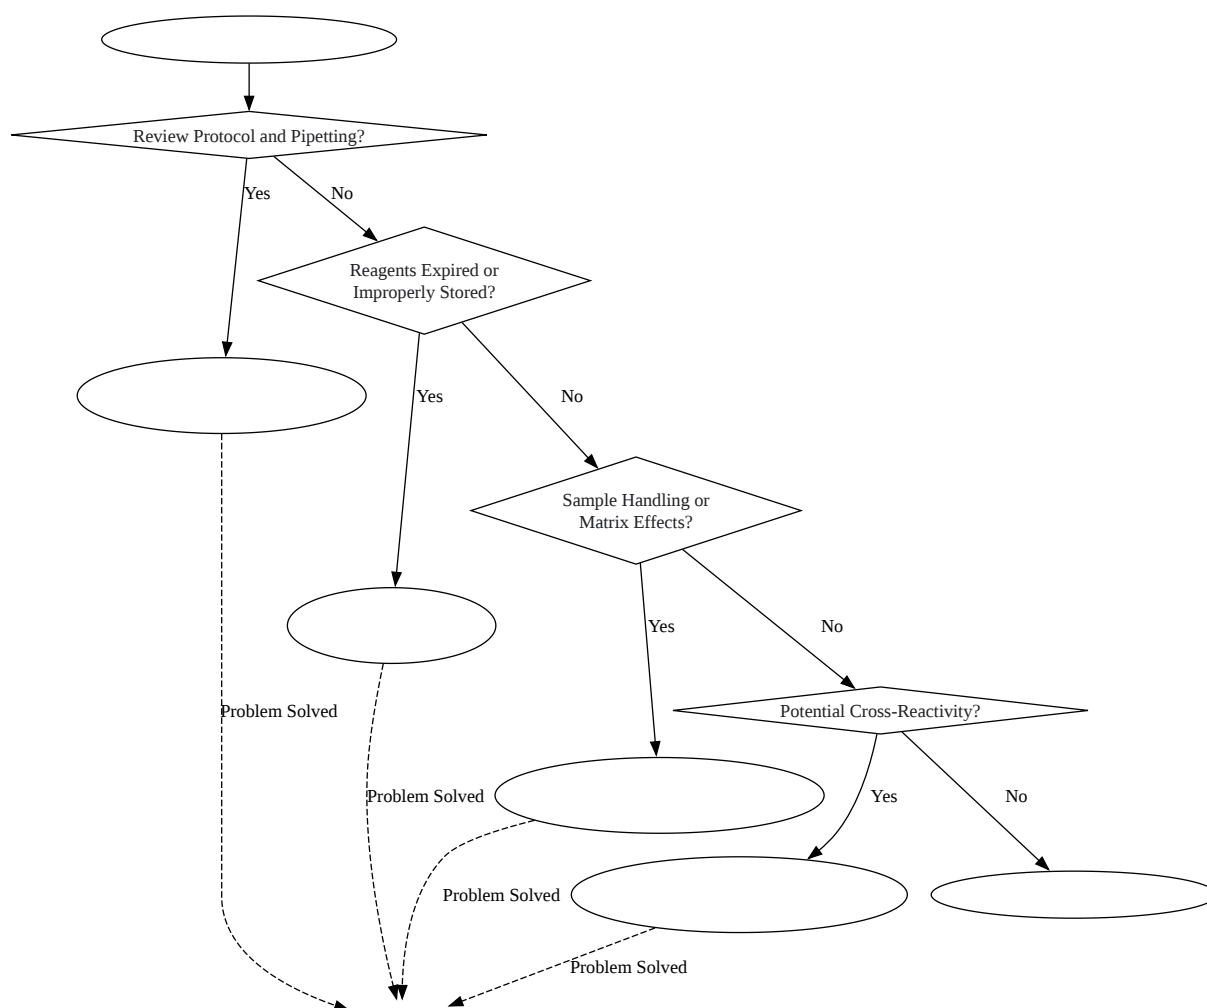 Review Protocol and Pipetting?
Yes
No
Reagents Expired or
Improperly Stored?
Yes
No
Sample Handling or
Matrix Effects?
Yes
No
Problem Solved
Potential Cross-Reactivity?
Problem Solved
Yes
No
Problem Solved
Problem Solved